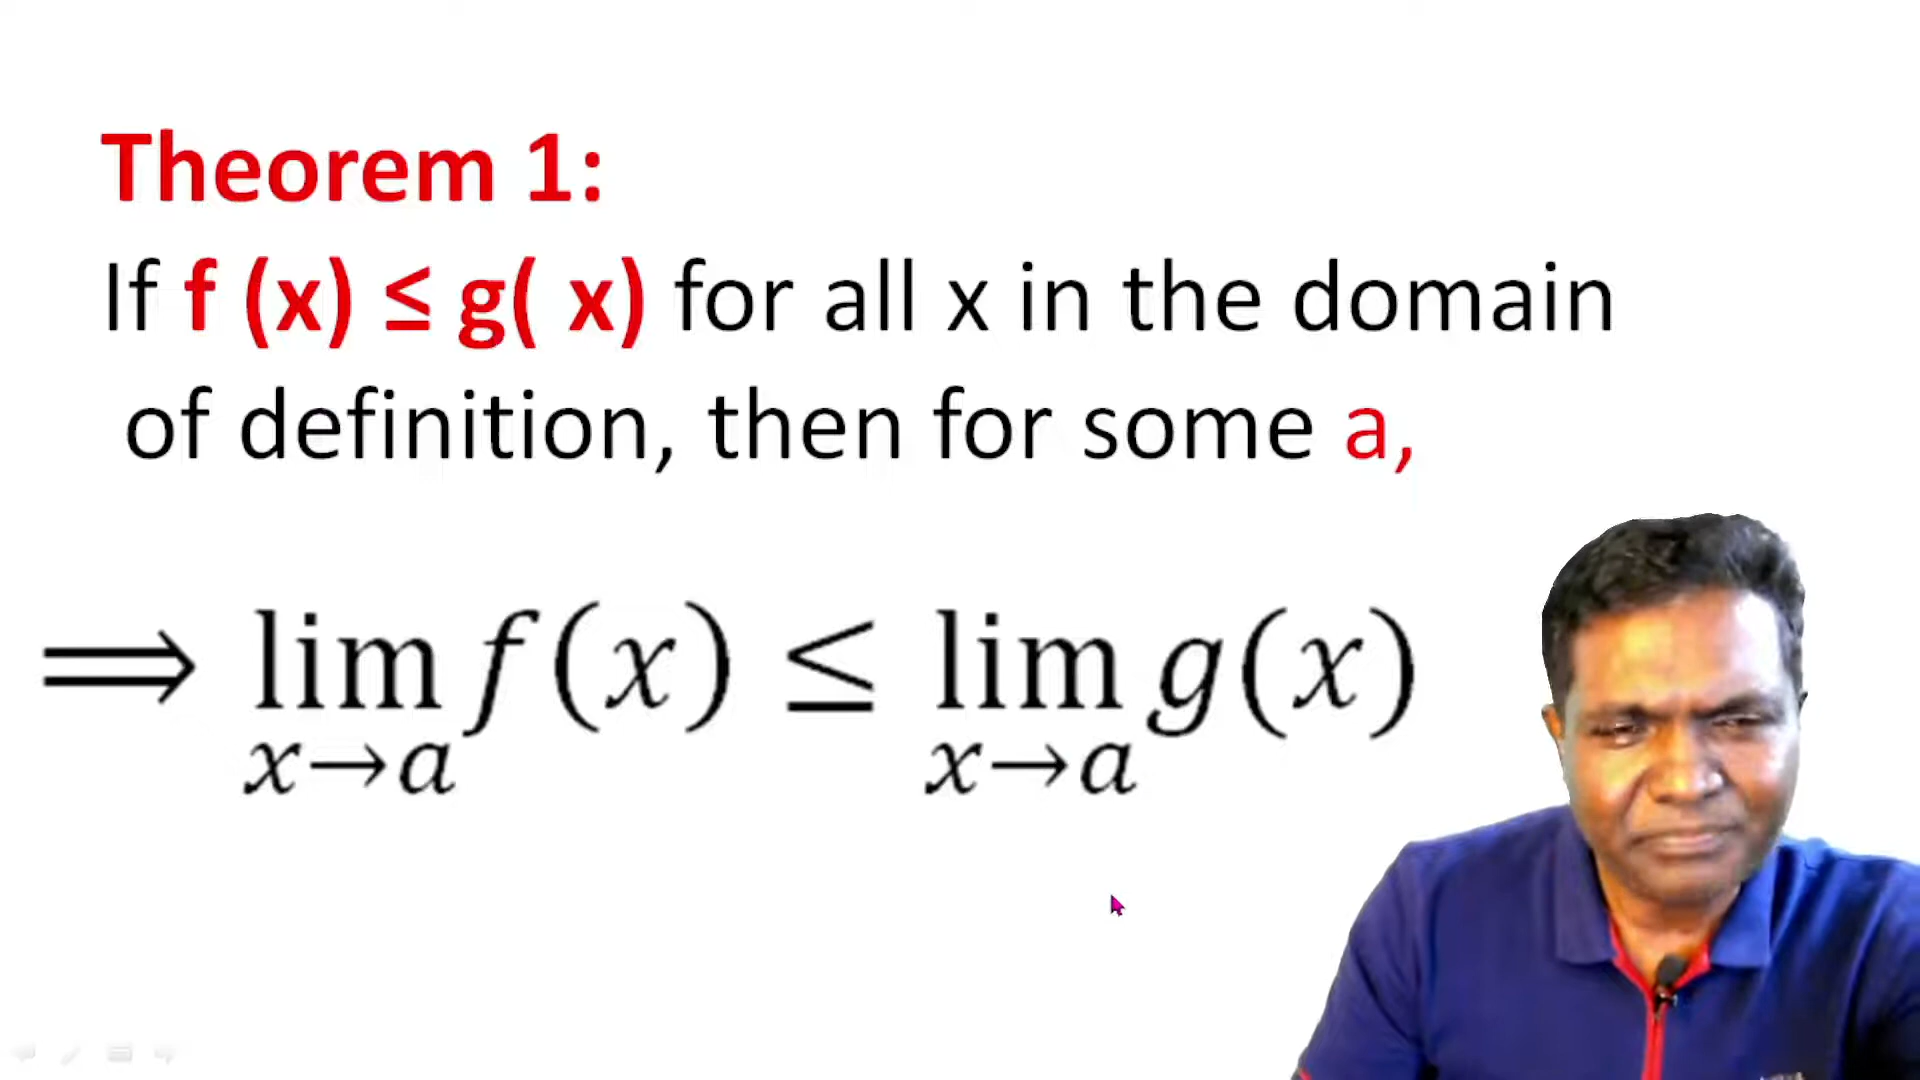 Theorem 1:
If f (x) ≤ g( x) for all x in the domain
of definition, then for some a,
⟹ lim f(x) ≤ lim g(x)
x→a x→a